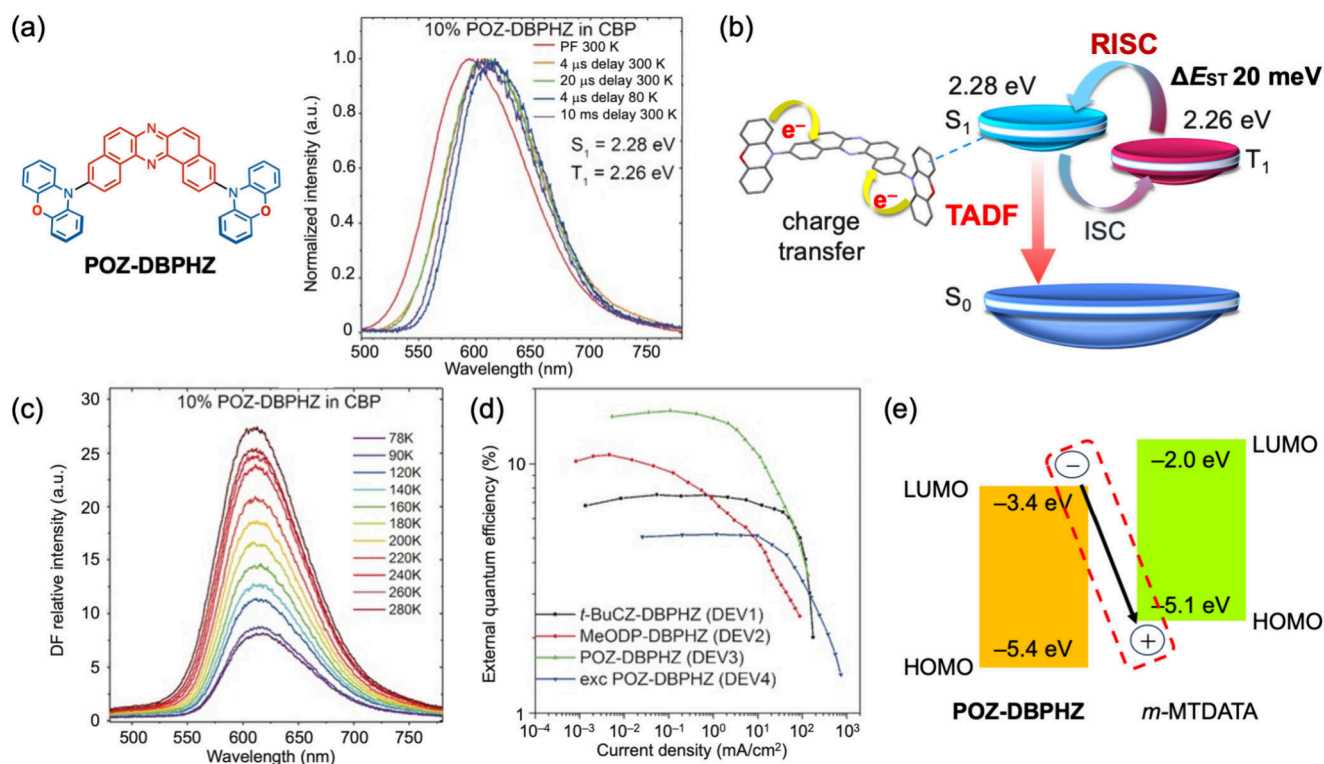 (a)
N
N
N
N
O
O
POZ-DBPHZ
10% POZ-DBPHZ in CBP
PF 300 K
4 μs delay 300 K
20 μs delay 300 K
4 μs delay 80 K
10 ms delay 300 K
S1 = 2.28 eV
T1 = 2.26 eV
Normalized intensity (a.u.)
1.0
0.8
0.6
0.4
0.2
0
500 550 600 650 700 750
Wavelength (nm)
(b)
RISC
ΔEST 20 meV
2.28 eV
S1
2.26 eV
T1
e–
e–
charge
transfer
TADF
ISC
S0
(c)
10% POZ-DBPHZ in CBP
78K
90K
120K
140K
160K
180K
200K
220K
240K
260K
280K
DF relative intensity (a.u.)
30
25
20
15
10
5
0
500 550 600 650 700 750
Wavelength (nm)
(d)
External quantum efficiency (%)
10
1
t-BuCZ-DBPHZ (DEV1)
MeODP-DBPHZ (DEV2)
POZ-DBPHZ (DEV3)
exc POZ-DBPHZ (DEV4)
10–4 10–3 10–2 10–1 100 101 102 103
Current density (mA/cm2)
(e)
LUMO
–2.0 eV
LUMO
–3.4 eV
–
–5.1 eV
HOMO
+
–5.4 eV
HOMO
POZ-DBPHZ
m-MTDATA